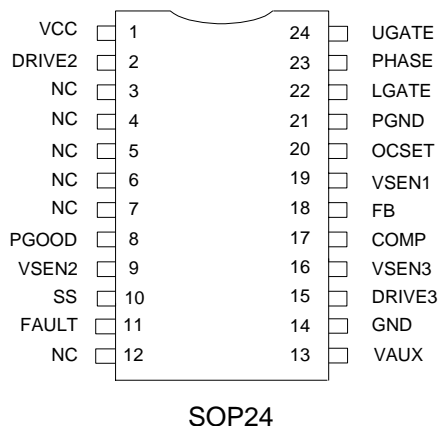 VCC 1 24 UGATE
DRIVE2 2 23 PHASE
NC 3 22 LGATE
NC 4 21 PGND
NC 5 20 OCSET
NC 6 19 VSEN1
NC 7 18 FB
PGOOD 8 17 COMP
VSEN2 9 16 VSEN3
SS 10 15 DRIVE3
FAULT 11 14 GND
NC 12 13 VAUX
SOP24